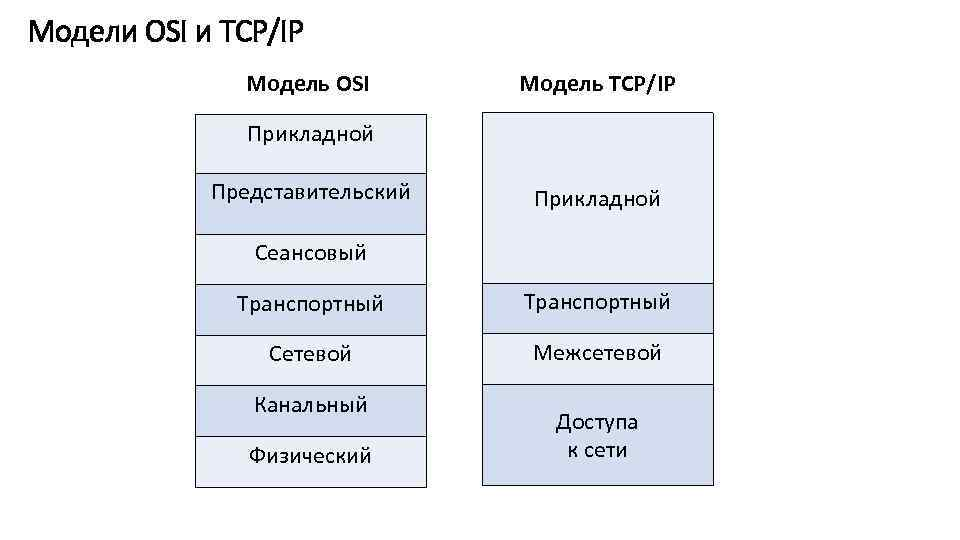 Модели OSI и TCP/IP
Модель OSI
Прикладной
Представительский
Сеансовый
Транспортный
Сетевой
Канальный
Физический
Модель TCP/IP
Прикладной
Транспортный
Межсетевой
Доступа
к сети